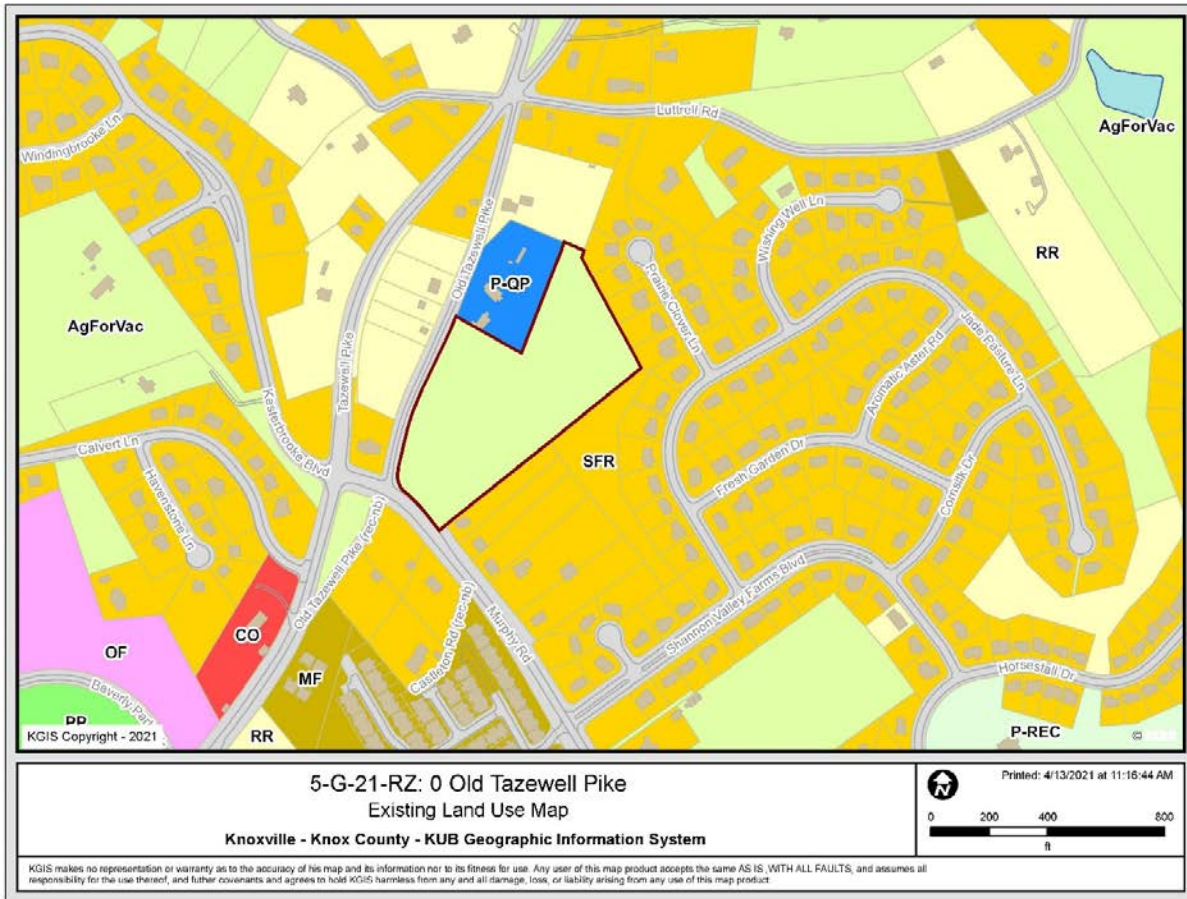 Luttrell Rd
AgForVac
Windingbrooke Ln
Wishing Well Ln
RR
Old Tazewell Pike
P-QP
Prairie Clover Ln
AgForVac
Jade Pasture Ln
Aromatic Aster Rd
Tazewell Pike
Kesterbrooke Blvd
Calvert Ln
SFR
Fresh Garden Dr
Cornsilk Dr
Havenstone Ln
Old Tazewell Pike (rec-nb)
Shannon Valley Farms Blvd
Murphy Rd
Castleton Rd (rec-nb)
CO
OF
MF
Horsestall Dr
Beverly Park
PP
RR
P-REC
KGIS Copyright - 2021
©
5-G-21-RZ: 0 Old Tazewell Pike
Existing Land Use Map
Knoxville - Knox County - KUB Geographic Information System
N
Printed: 4/13/2021 at 11:16:44 AM
0 200 400 800
ft
KGIS makes no representation or warranty as to the accuracy of his map and its information nor to its fitness for use. Any user of this map product accepts the same AS IS ,WITH ALL FAULTS, and assumes all
responsibility for the use thereof, and futher covenants and agrees to hold KGIS harmless from any and all damage, loss, or liability arising from any use of this map product.